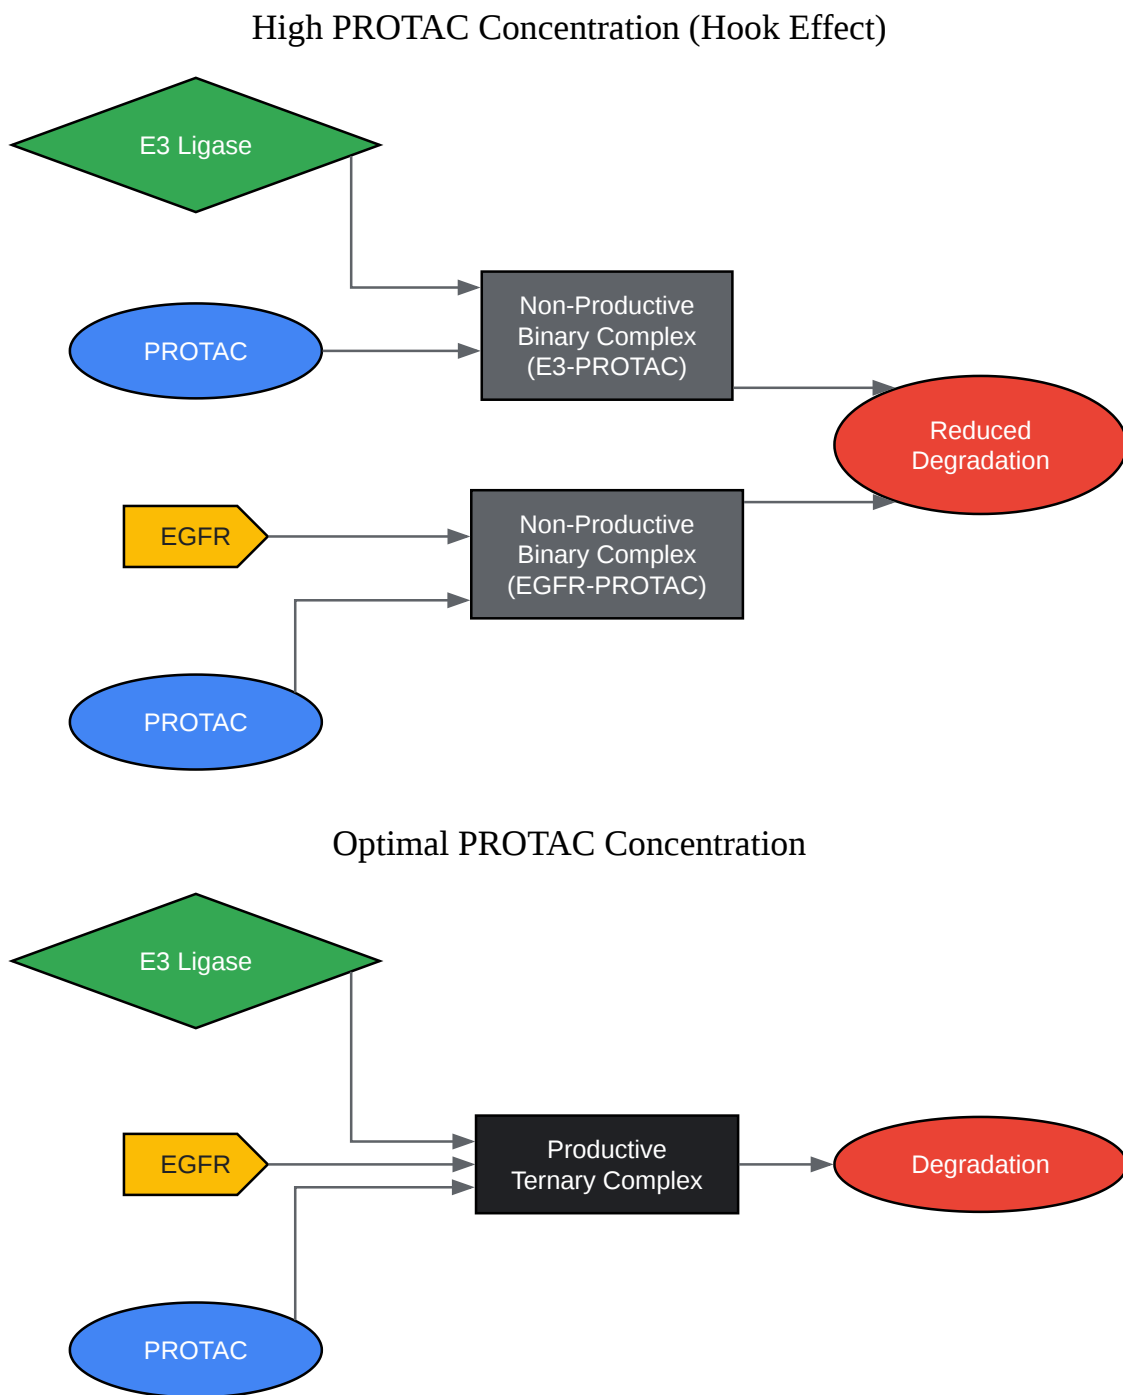 High PROTAC Concentration (Hook Effect)
E3 Ligase
PROTAC
Non-Productive
Binary Complex
(E3-PROTAC)
Reduced
Degradation
EGFR
Non-Productive
Binary Complex
(EGFR-PROTAC)
PROTAC
Optimal PROTAC Concentration
E3 Ligase
EGFR
Productive
Ternary Complex
Degradation
PROTAC